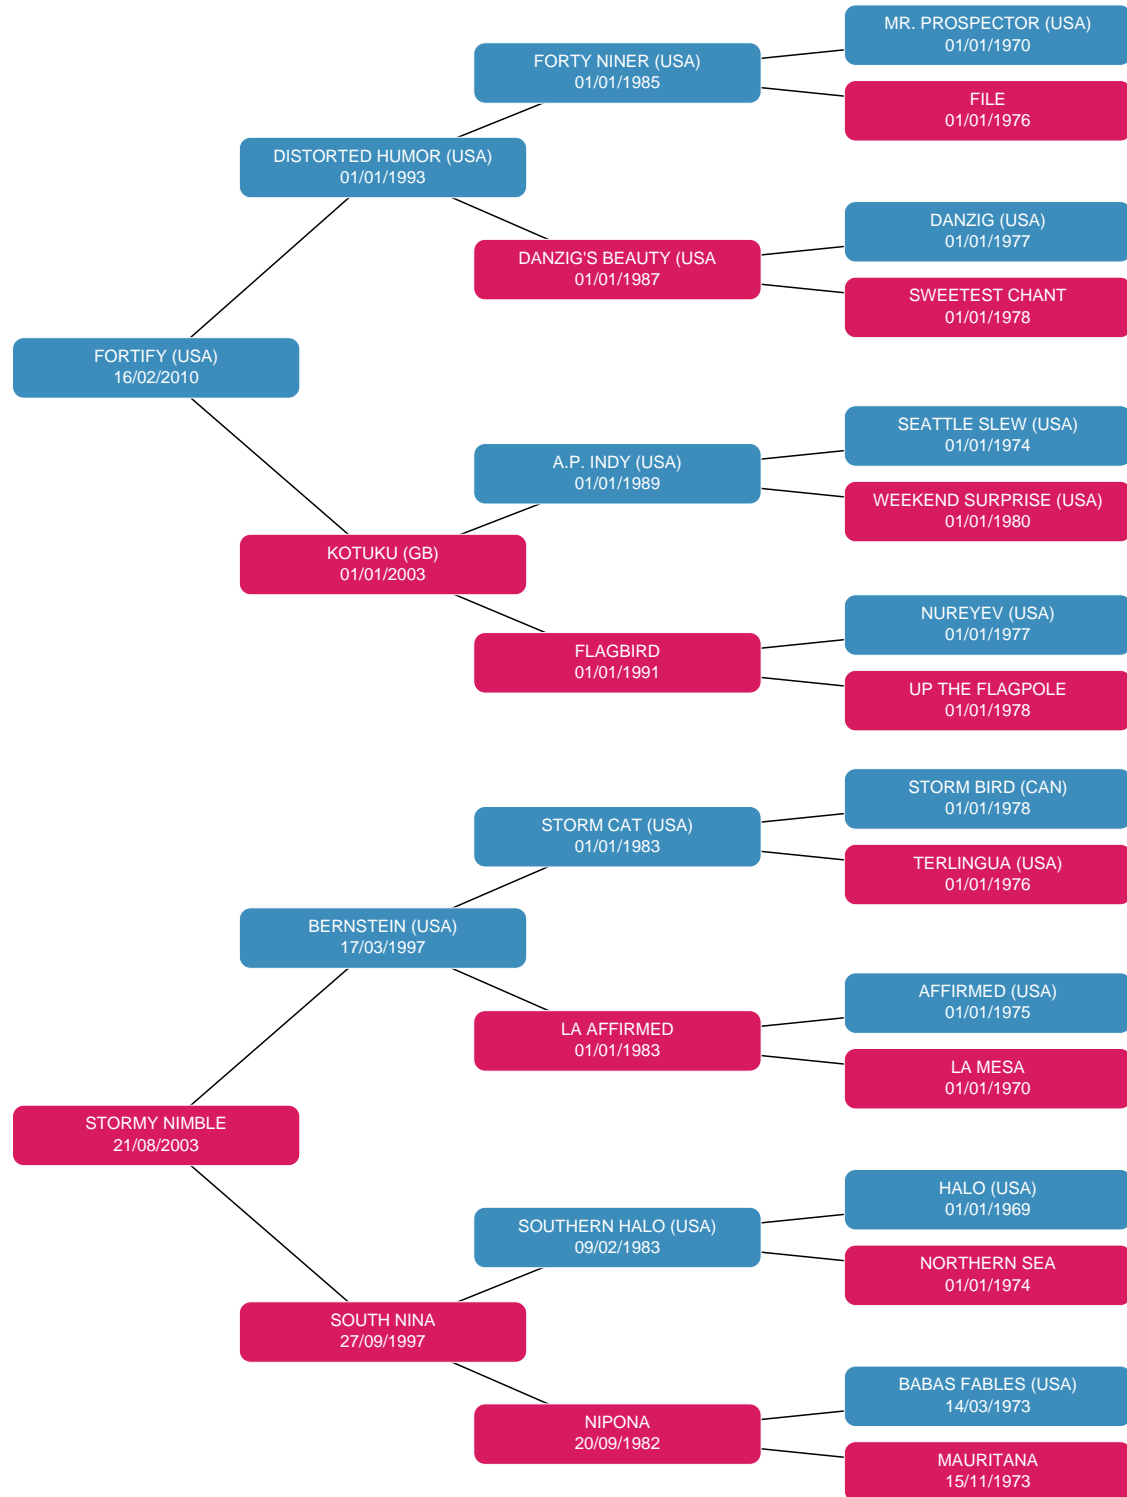 MR. PROSPECTOR (USA)
01/01/1970
FORTY NINER (USA)
01/01/1985
FILE
01/01/1976
DISTORTED HUMOR (USA)
01/01/1993
DANZIG (USA)
01/01/1977
DANZIG'S BEAUTY (USA
01/01/1987
SWEETEST CHANT
01/01/1978
FORTIFY (USA)
16/02/2010
SEATTLE SLEW (USA)
01/01/1974
A.P. INDY (USA)
01/01/1989
WEEKEND SURPRISE (USA)
01/01/1980
KOTUKU (GB)
01/01/2003
NUREYEV (USA)
01/01/1977
FLAGBIRD
01/01/1991
UP THE FLAGPOLE
01/01/1978
STORM BIRD (CAN)
01/01/1978
STORM CAT (USA)
01/01/1983
TERLINGUA (USA)
01/01/1976
BERNSTEIN (USA)
17/03/1997
AFFIRMED (USA)
01/01/1975
LA AFFIRMED
01/01/1983
LA MESA
01/01/1970
STORMY NIMBLE
21/08/2003
HALO (USA)
01/01/1969
SOUTHERN HALO (USA)
09/02/1983
NORTHERN SEA
01/01/1974
SOUTH NINA
27/09/1997
BABAS FABLES (USA)
14/03/1973
NIPONA
20/09/1982
MAURITANA
15/11/1973